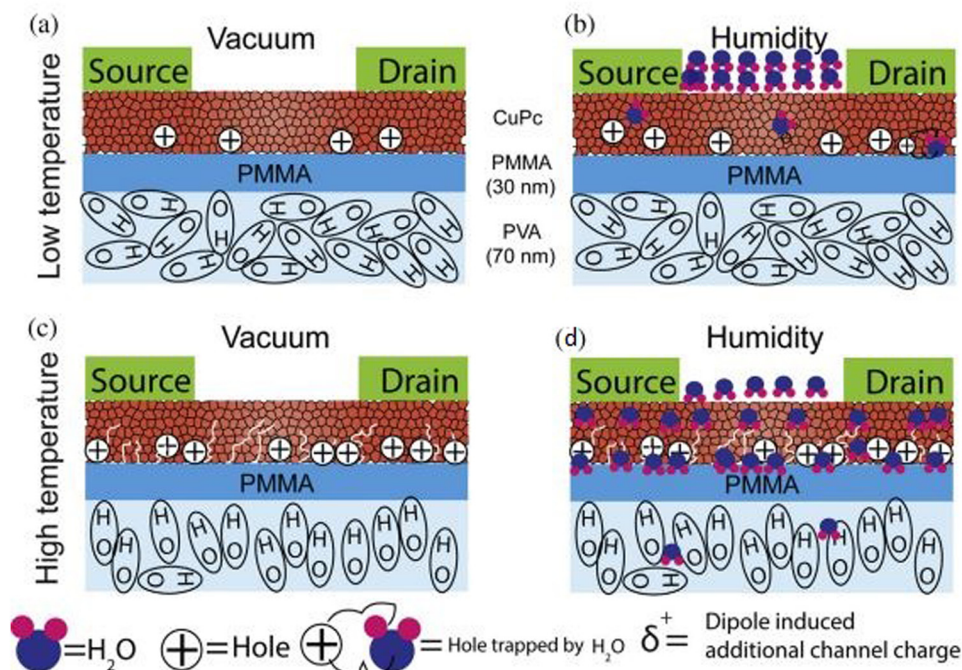 (a)
Vacuum
Source
Drain
PMMA
Low temperature
CuPc
PMMA
(30 nm)
PVA
(70 nm)
(b)
Humidity
Source
Drain
PMMA
(c)
Vacuum
Source
Drain
PMMA
High temperature
(d)
Humidity
Source
Drain
PMMA
=H₂O
+ =Hole
+ = Hole trapped by H₂O
δ⁺= Dipole induced
additional channel charge